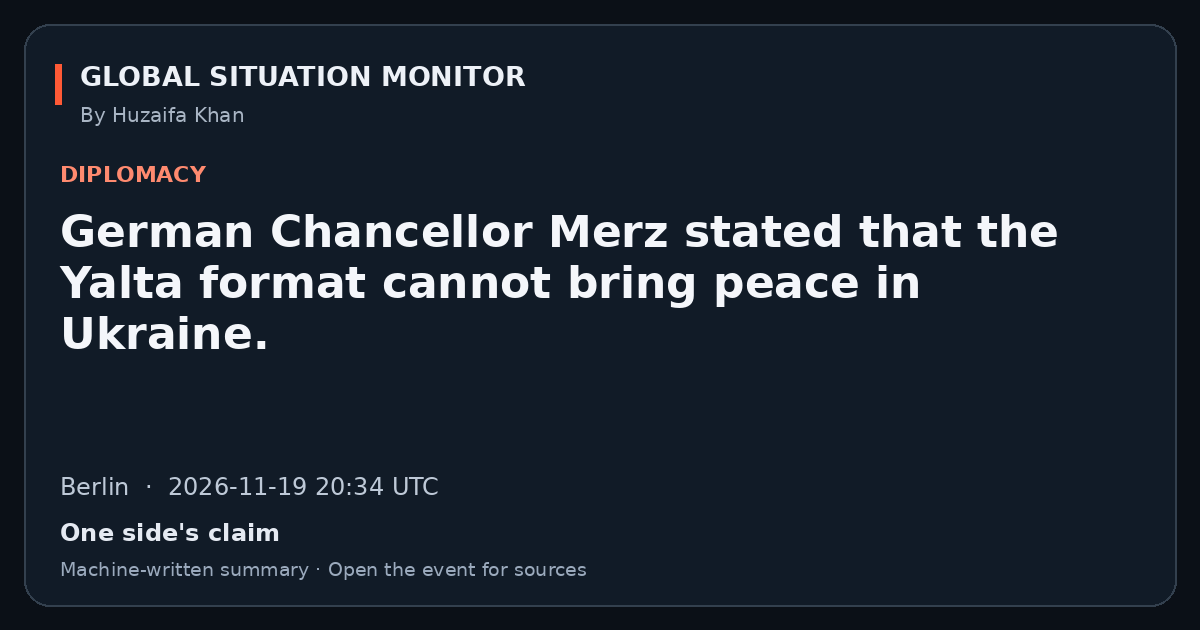 GLOBAL SITUATION MONITOR
By Huzaifa Khan
DIPLOMACY
German Chancellor Merz stated that the
Yalta format cannot bring peace in
Ukraine.
Berlin · 2026-11-19 20:34 UTC
One side's claim
Machine-written summary · Open the event for sources